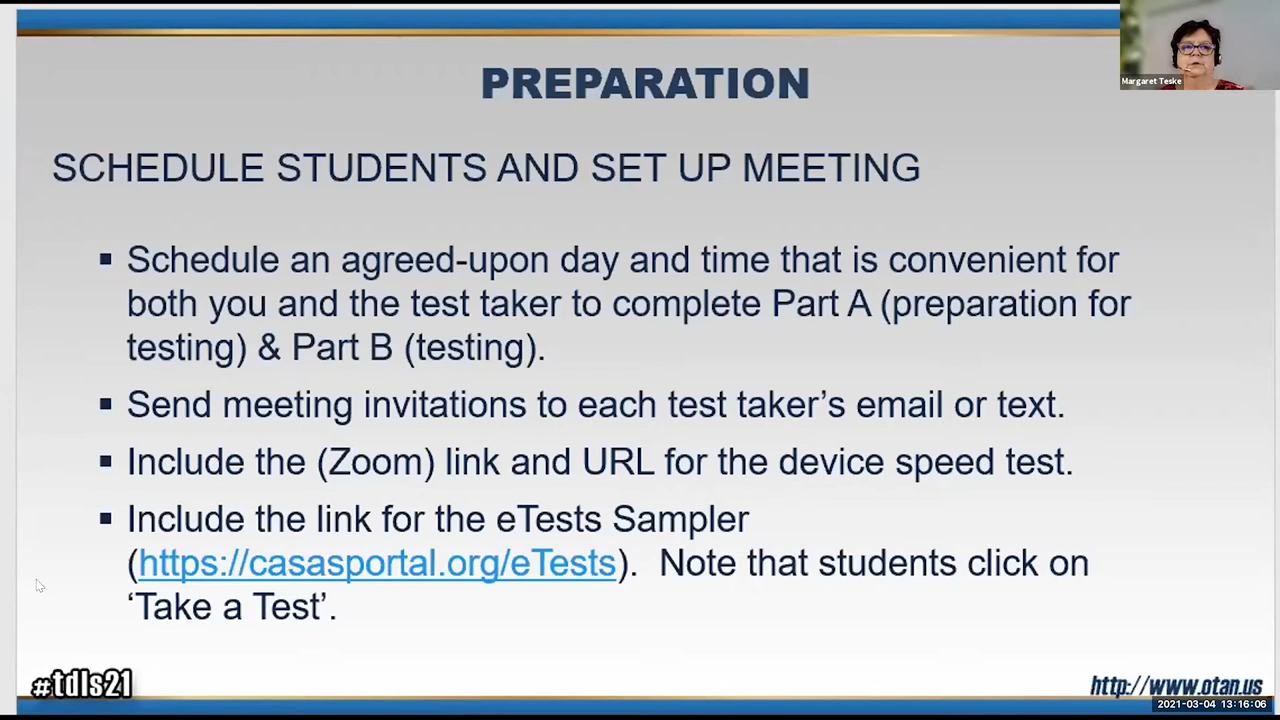 PREPARATION
Margaret Teske
SCHEDULE STUDENTS AND SET UP MEETING
▪ Schedule an agreed-upon day and time that is convenient for
both you and the test taker to complete Part A (preparation for
testing) & Part B (testing).
▪ Send meeting invitations to each test taker’s email or text.
▪ Include the (Zoom) link and URL for the device speed test.
▪ Include the link for the eTests Sampler
(https://casasportal.org/eTests).  Note that students click on
‘Take a Test’.
#tdls21
http://www.otan.us
2021-03-04 13:16:06